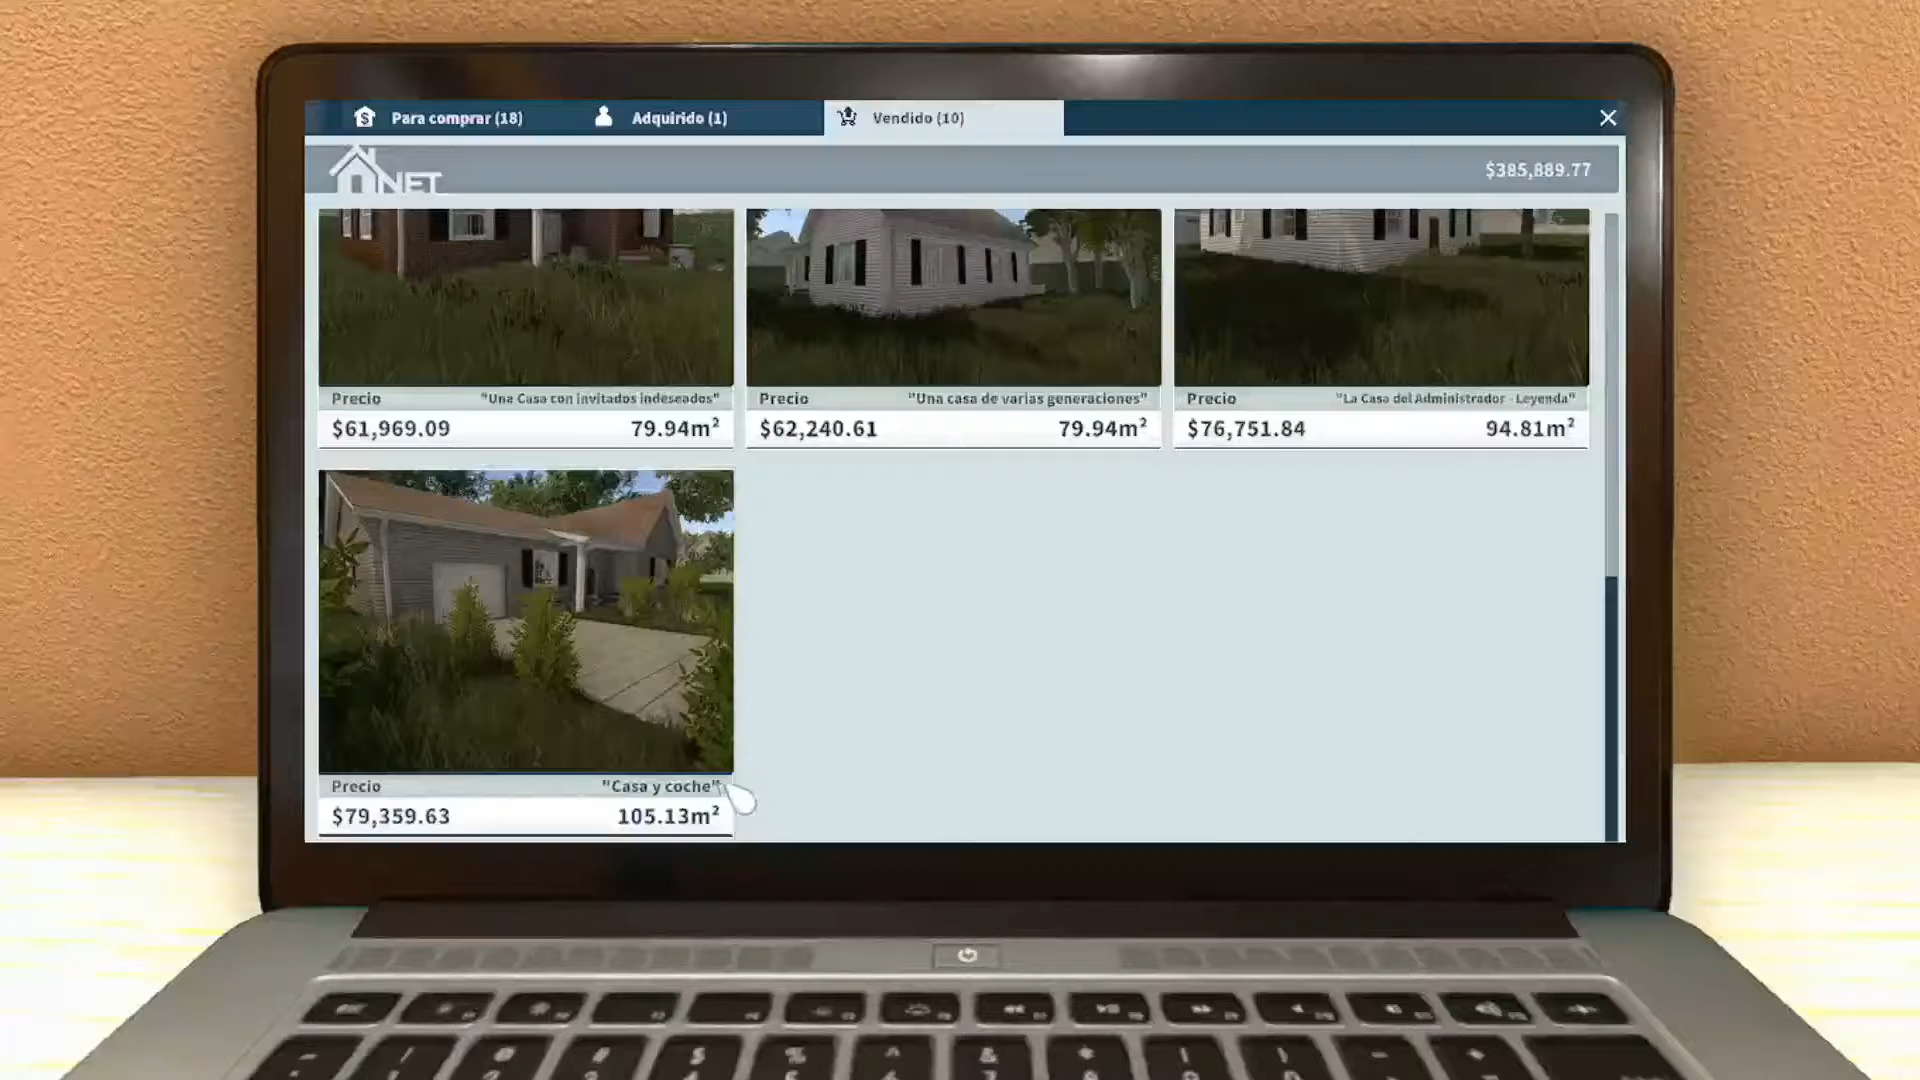 Para comprar (18)
Adquirido (1)
Vendido (10)
NET
$385,889.77
Precio "Una Casa con invitados indeseados"
$61,969.09 79.94m²
Precio "Una casa de varias generaciones"
$62,240.61 79.94m²
Precio "La Casa del Administrador - Leyenda"
$76,751.84 94.81m²
Precio "Casa y coche"
$79,359.63 105.13m²